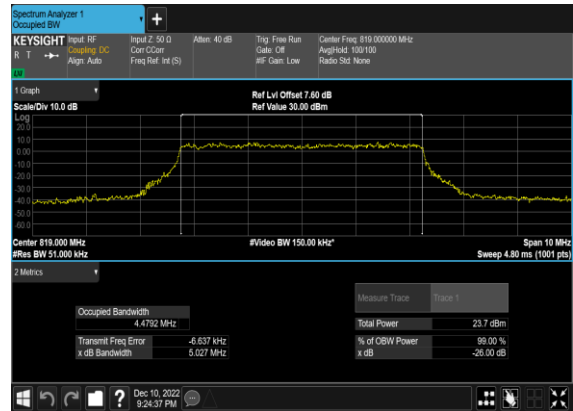 Spectrum Analyzer 1
Occupied BW
+
KEYSIGHT Input: RF Input Z: 50 Ω Atten: 40 dB Trig: Free Run Center Freq: 819.000000 MHz
R T Coupling: DC Corr CCorr Gate: Off Avg|Hold: 100/100
Align: Auto Freq Ref: Int (S) #IF Gain: Low Radio Std: None
1 Graph
Ref Lvl Offset 7.60 dB
Scale/Div 10.0 dB Ref Value 30.00 dBm
Log
20.0
10.0
0.00
-10.0
-20.0
-30.0
-40.0
-50.0
-60.0
Center 819.000 MHz #Video BW 150.00 kHz* Span 10 MHz
#Res BW 51.000 kHz Sweep 4.80 ms (1001 pts)
2 Metrics
Measure Trace Trace 1
Occupied Bandwidth
4.4792 MHz Total Power 23.7 dBm
Transmit Freq Error -6.637 kHz % of OBW Power 99.00 %
x dB Bandwidth 5.027 MHz x dB -26.00 dB
? Dec 10, 2022
9:24:37 PM